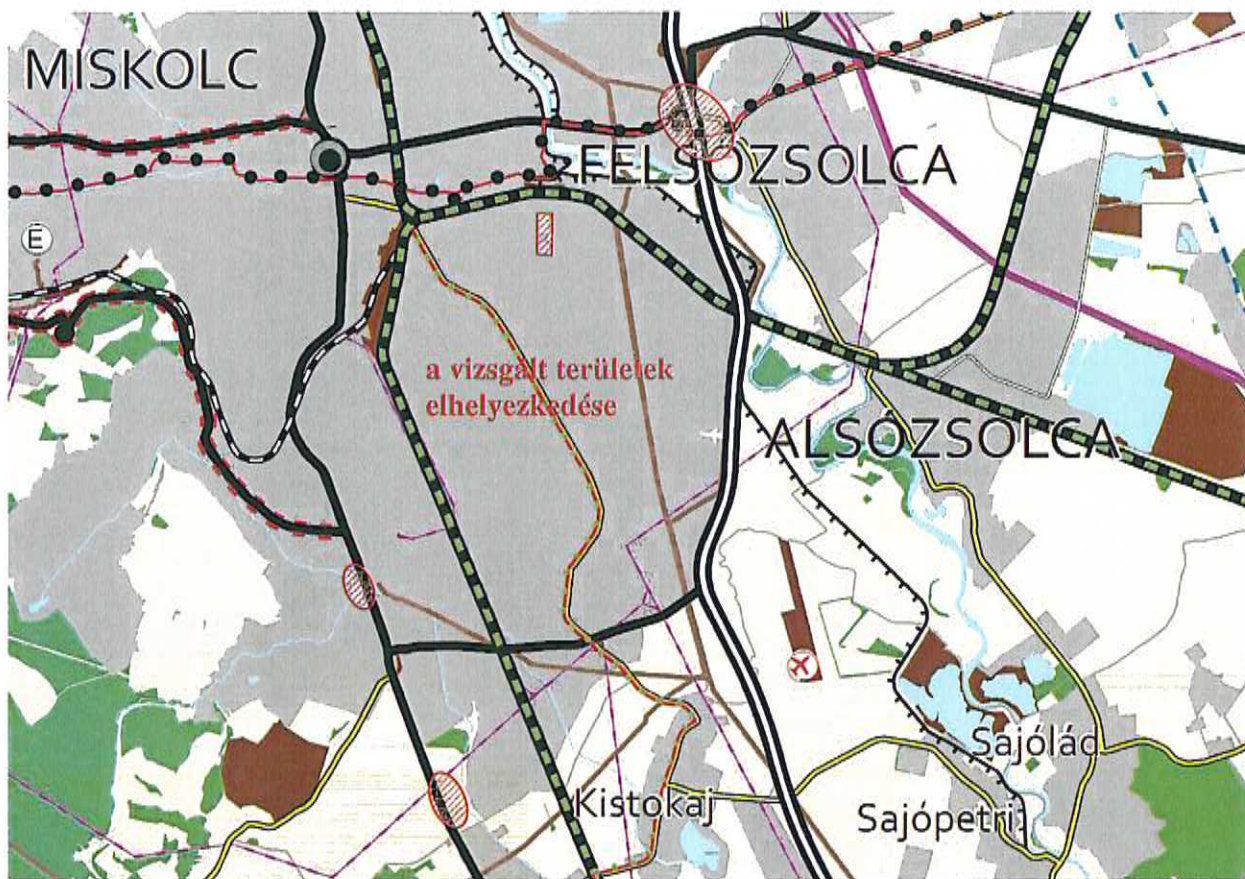 MISKOLC
FELSŐZSOLCA
É
a vizsgált területek
elhelyezkedése
ALSÓZSOLCA
Sajólád
Kistokaj
Sajópetri